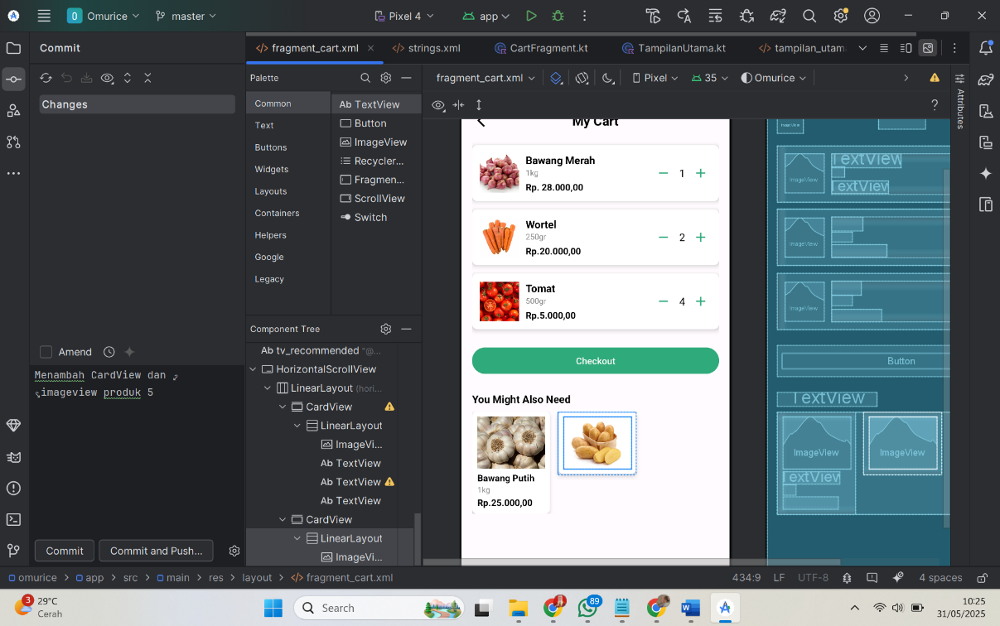 O Omurice master Pixel 4 app
Commit fragment_cart.xml strings.xml CartFragment.kt TampilanUtama.kt tampilan_utam
Palette fragment_cart.xml Pixel 35 Omurice
Changes
Common
Text
Buttons
Widgets
Layouts
Containers
Helpers
Google
Legacy
Ab TextView
Button
ImageView
Recycler...
Fragmen...
ScrollView
Switch
?
Attributes
My Cart
Bawang Merah
1kg
Rp. 28.000,00
1
Wortel
250gr
Rp.20.000,00
2
Tomat
500gr
Rp.5.000,00
4
Checkout
You Might Also Need
Bawang Putih
1kg
Rp.25.000,00
ImageView
TextView
ImageView
TextView
ImageView
ImageView
Button
TextView
ImageView
ImageView
TextView
Component Tree
Ab tv_recommended "@...
HorizontalScrollView
LinearLayout (hori...
CardView
LinearLayout
ImageVi...
Ab TextView
Ab TextView
Ab TextView
CardView
LinearLayout
ImageVi...
Amend
Menambah CardView dan
imageview produk 5
Commit Commit and Push...
omurice > app > src > main > res > layout > fragment_cart.xml 434:9 LF UTF-8 4 spaces
3 29°C
Cerah
Search
89
10:25
31/05/2025